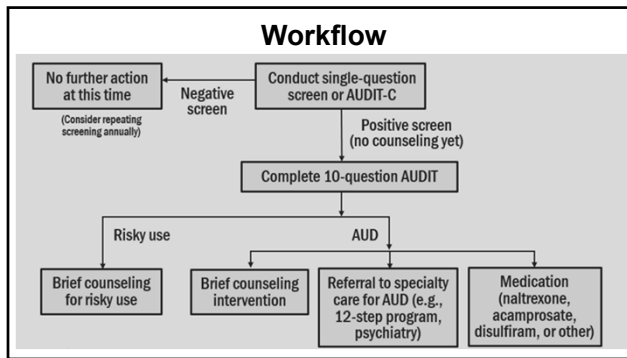 Workflow
No further action
at this time
(Consider repeating
screening annually)
Negative
screen
Conduct single-question
screen or AUDIT-C
Positive screen
(no counseling yet)
Complete 10-question AUDIT
Risky use
AUD
Brief counseling
for risky use
Brief counseling
intervention
Referral to specialty
care for AUD (e.g.,
12-step program,
psychiatry)
Medication
(naltrexone,
acamprosate,
disulfiram, or other)